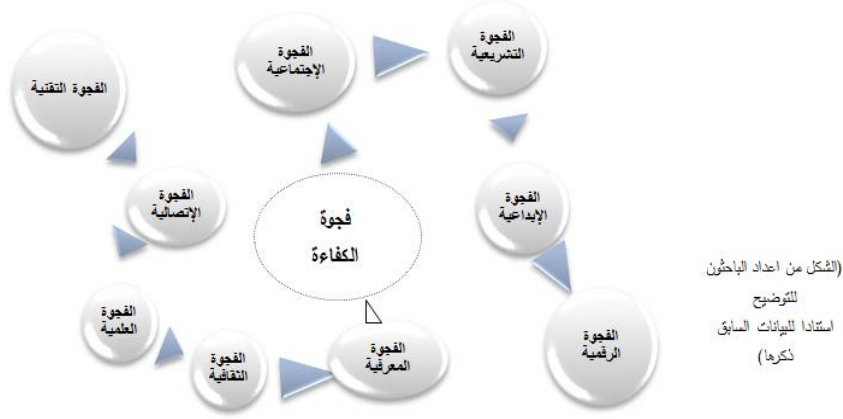 الفجوة التقنية
الفجوة
الإتصالية
الفجوة
العلمية
الفجوة
الثقافية
الفجوة
المعرفية
فجوة
الكفاءة
الفجوة
الإجتماعية
الفجوة
التشريعية
الفجوة
الإبداعية
الفجوة
الرقمية
(الشكل من اعداد الباحثون
للتوضيح
استنادا للبيانات السابق
ذكرها)